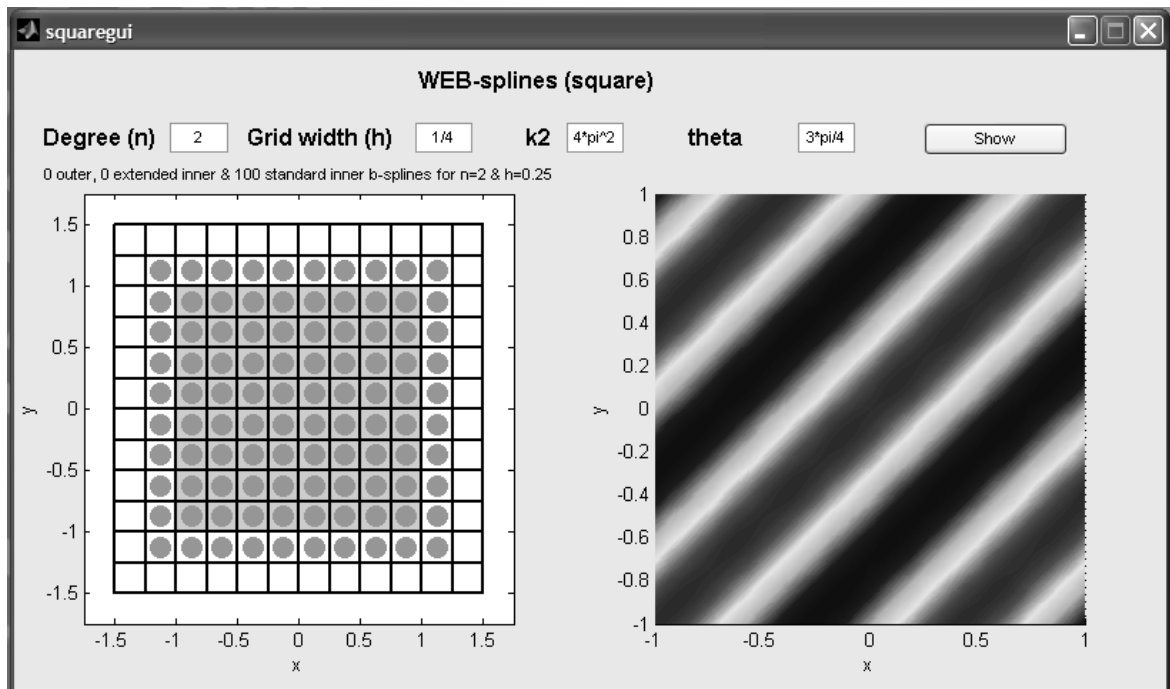 squaregui
WEB-splines (square)
Degree (n) 2 Grid width (h) 1/4 k2 4*pi^2 theta 3*pi/4 Show
0 outer, 0 extended inner & 100 standard inner b-splines for n=2 & h=0.25
1.5
1
0.5
0
-0.5
-1
-1.5
y
-1.5 -1 -0.5 0 0.5 1 1.5
x
1
0.8
0.6
0.4
0.2
0
-0.2
-0.4
-0.6
-0.8
-1
y
-1 -0.5 0 0.5 1
x